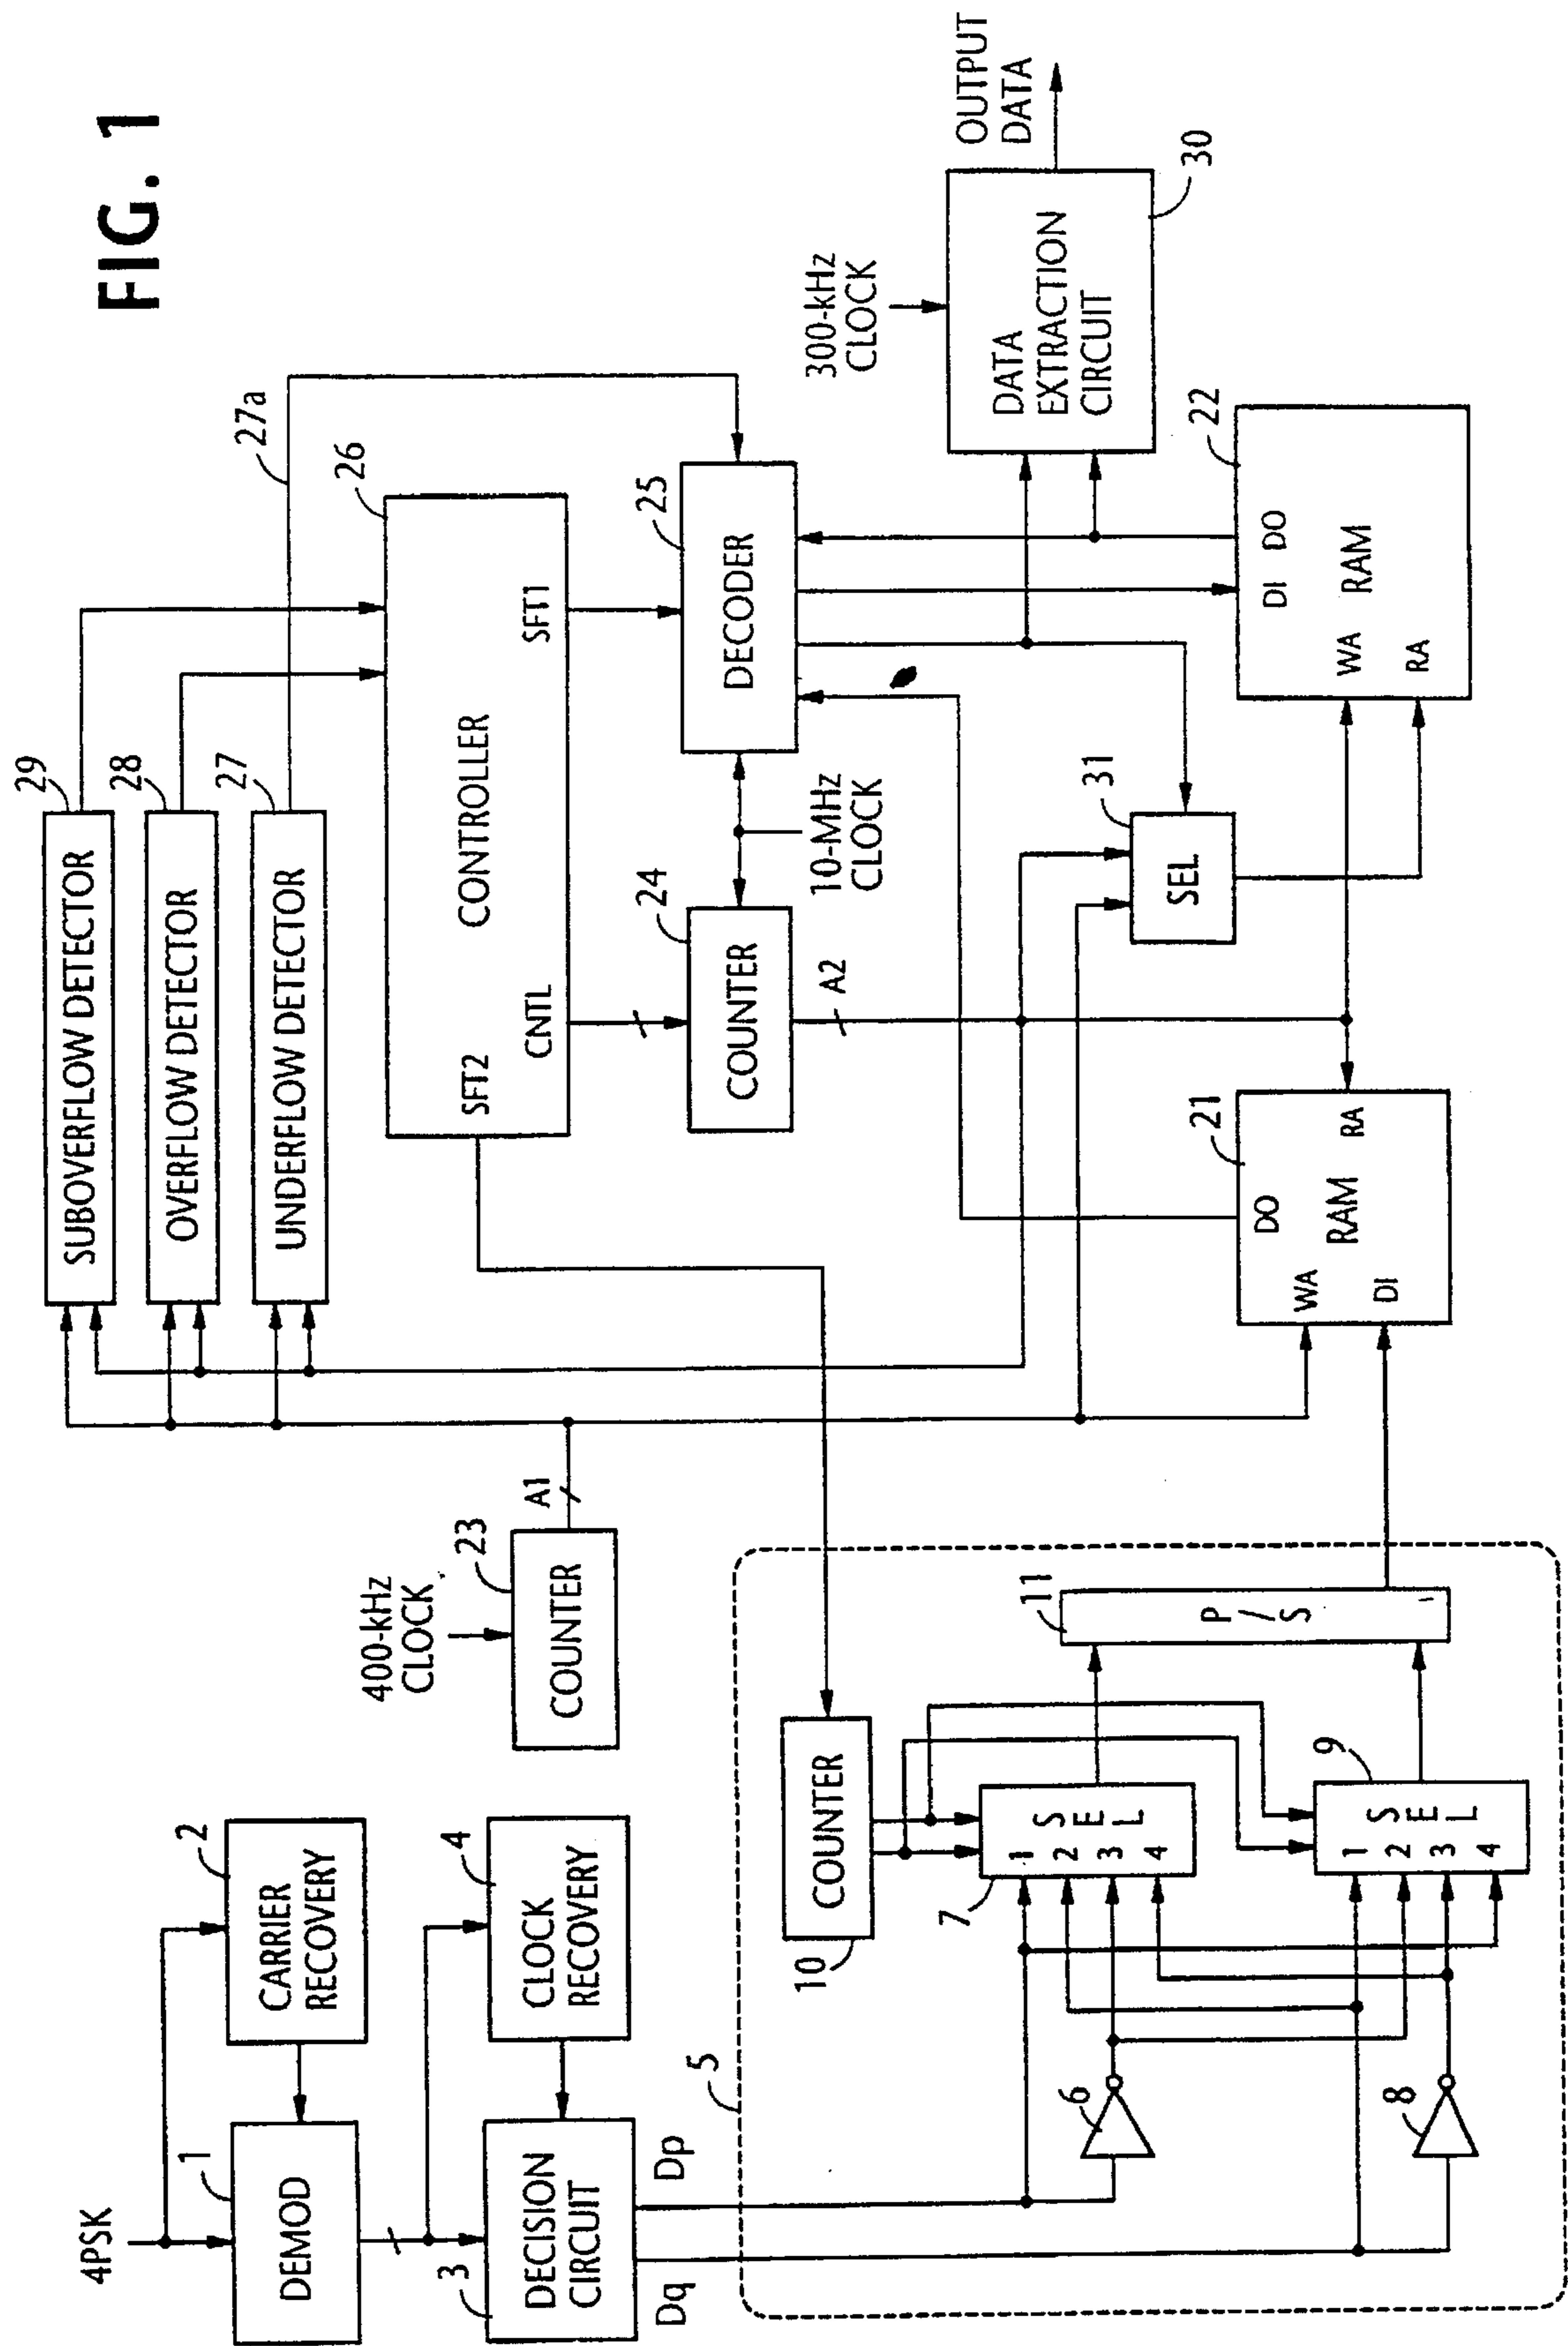 FIG. 1
4PSK
1
DEMOD
2
CARRIER
RECOVERY
3
DECISION
CIRCUIT
4
CLOCK
RECOVERY
Dp
Dq
400-kHz
CLOCK
23
COUNTER
A1
29
SUBOVERFLOW DETECTOR
28
OVERFLOW DETECTOR
27
UNDERFLOW DETECTOR
27a
26
CONTROLLER
SFT2
CNTL
SFT1
24
COUNTER
A2
10-MHz
CLOCK
25
DECODER
300-kHz
CLOCK
DATA
EXTRACTION
CIRCUIT
30
OUTPUT
DATA
5
10
COUNTER
6
7
1
2
3
4
SEL
8
9
1
2
3
4
SEL
11
P/S
21
DO
WA
RAM
RA
DI
31
SEL
22
DI DO
WA
RAM
RA